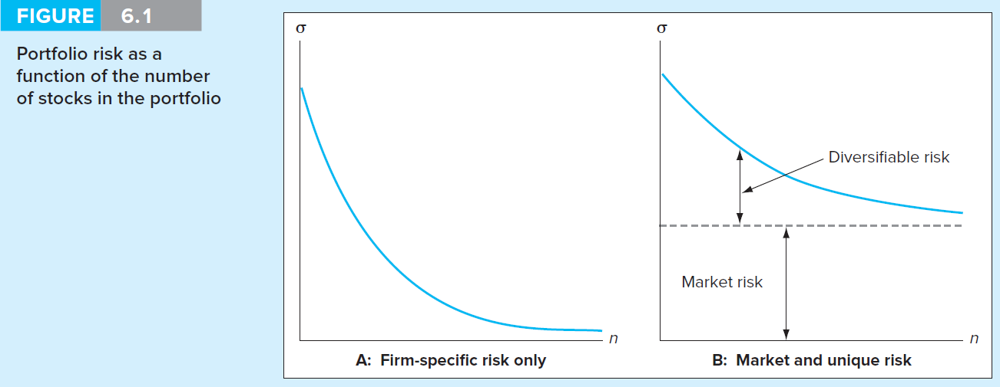 FIGURE 6.1
Portfolio risk as a
function of the number
of stocks in the portfolio
σ
n
A: Firm-specific risk only
σ
Diversifiable risk
Market risk
n
B: Market and unique risk